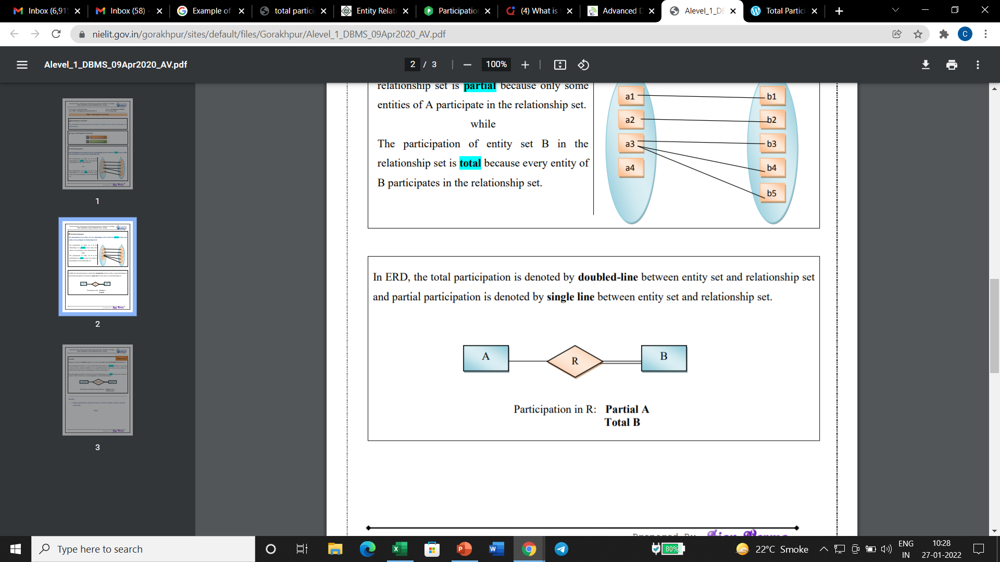 Inbox (6,91
Inbox (58) -
Example of
total partici
Entity Relati
Participation
(4) What is
Advanced D
Alevel_1_DB
Total Partici
nielit.gov.in/gorakhpur/sites/default/files/Gorakhpur/Alevel_1_DBMS_09Apr2020_AV.pdf
C
Alevel_1_DBMS_09Apr2020_AV.pdf
2 / 3
100%
1
2
3
relationship set is partial because only some
entities of A participate in the relationship set.
while
The participation of entity set B in the
relationship set is total because every entity of
B participates in the relationship set.
a1
b1
a2
b2
a3
b3
a4
b4
b5
In ERD, the total participation is denoted by doubled-line between entity set and relationship set
and partial participation is denoted by single line between entity set and relationship set.
A
R
B
Participation in R: Partial A
Total B
Type here to search
80%
22°C Smoke
ENG
IN
10:28
27-01-2022